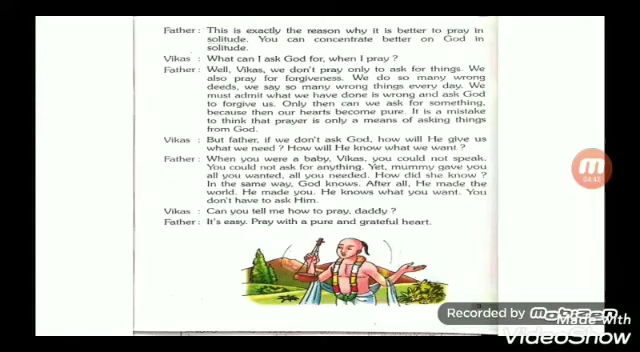 Father : This is exactly the reason why it is better to pray in
solitude. You can concentrate better on God in
solitude.
Vikas : What can I ask God for, when I pray ?
Father : Well, Vikas, we don't pray only to ask for things. We
also pray for forgiveness. We do so many wrong
deeds, we say so many wrong things every day. We
must admit what we have done is wrong and ask God
to forgive us. Only then can we ask for something,
because then our hearts become pure. It is a mistake
to think that prayer is only a means of asking things
from God.
Vikas : But father, if we don't ask God, how will He give us
what we need ? How will He know what we want ?
Father : When you were a baby, Vikas, you could not speak.
You could not ask for anything. Yet, mummy gave you
all you wanted, all you needed. How did she know ?
In the same way, God knows. After all, He made the
world. He made you. He knows what you want. You
don't have to ask Him.
Vikas : Can you tell me how to pray, daddy ?
Father : It's easy. Pray with a pure and grateful heart.
04:43
Recorded by
Made With
VideoShow